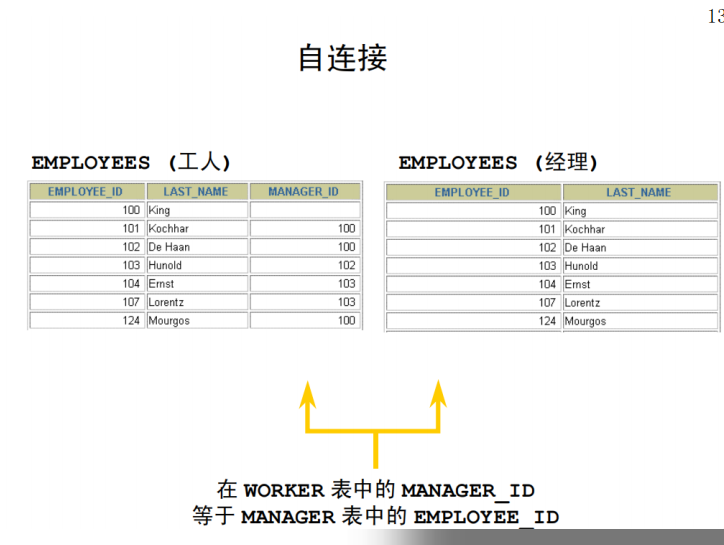 13
自连接
EMPLOYEES (工人)
EMPLOYEES (经理)
EMPLOYEE_ID LAST_NAME MANAGER_ID
100 King
101 Kochhar 100
102 De Haan 100
103 Hunold 102
104 Ernst 103
107 Lorentz 103
124 Mourgos 100
EMPLOYEE_ID LAST_NAME
100 King
101 Kochhar
102 De Haan
103 Hunold
104 Ernst
107 Lorentz
124 Mourgos
在 WORKER 表中的 MANAGER_ID
等于 MANAGER 表中的 EMPLOYEE_ID